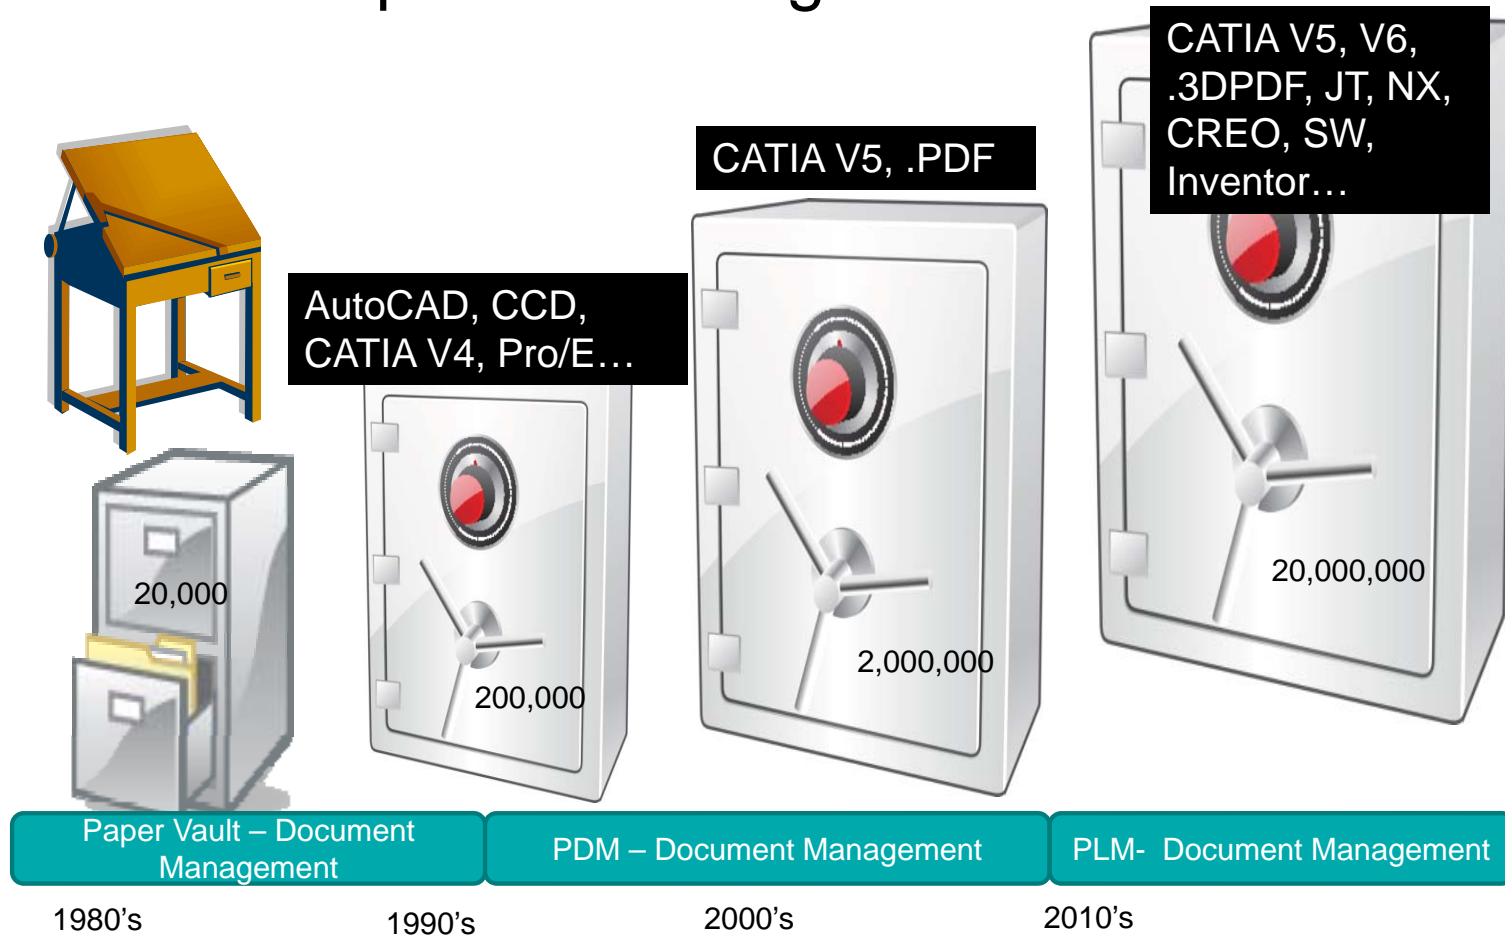 CATIA V5, V6,
.3DPDF, JT, NX,
CREO, SW,
Inventor…
CATIA V5, .PDF
AutoCAD, CCD,
CATIA V4, Pro/E…
20,000
200,000
2,000,000
20,000,000
Paper Vault – Document
Management
PDM – Document Management
PLM- Document Management
1980’s
1990’s
2000’s
2010’s